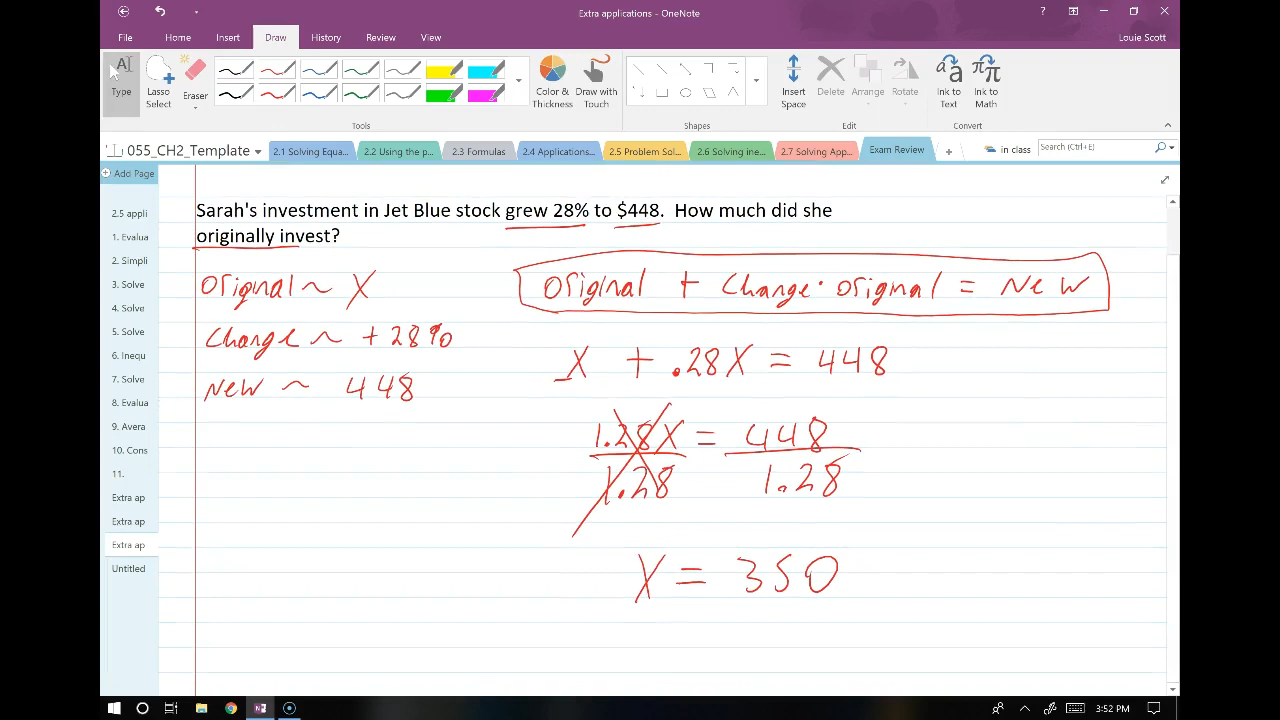 Extra applications - OneNote
?
Louie Scott
File Home Insert Draw History Review View
Type
Lasso Select
Eraser
Color & Thickness
Draw with Touch
Insert Space
Delete
Arrange
Rotate
Ink to Text
Ink to Math
Tools
Shapes
Edit
Convert
055_CH2_Template
2.1 Solving Equa...
2.2 Using the p...
2.3 Formulas
2.4 Applications...
2.5 Problem Sol...
2.6 Solving ine...
2.7 Solving App...
Exam Review
+
in class
Search (Ctrl+E)
Add Page
2.5 appli
1. Evalua
2. Simpli
3. Solve
4. Solve
5. Solve
6. Inequ
7. Solve
8. Evalua
9. Avera
10. Cons
11.
Extra ap
Extra ap
Extra ap
Untitled
Sarah's investment in Jet Blue stock grew 28% to $448. How much did she
originally invest?
Original ~ X
Change ~ +28%
New ~ 448
Original + Change · original = New
X + .28X = 448
1.28X = 448
1.28 1.28
X = 350
3:52 PM